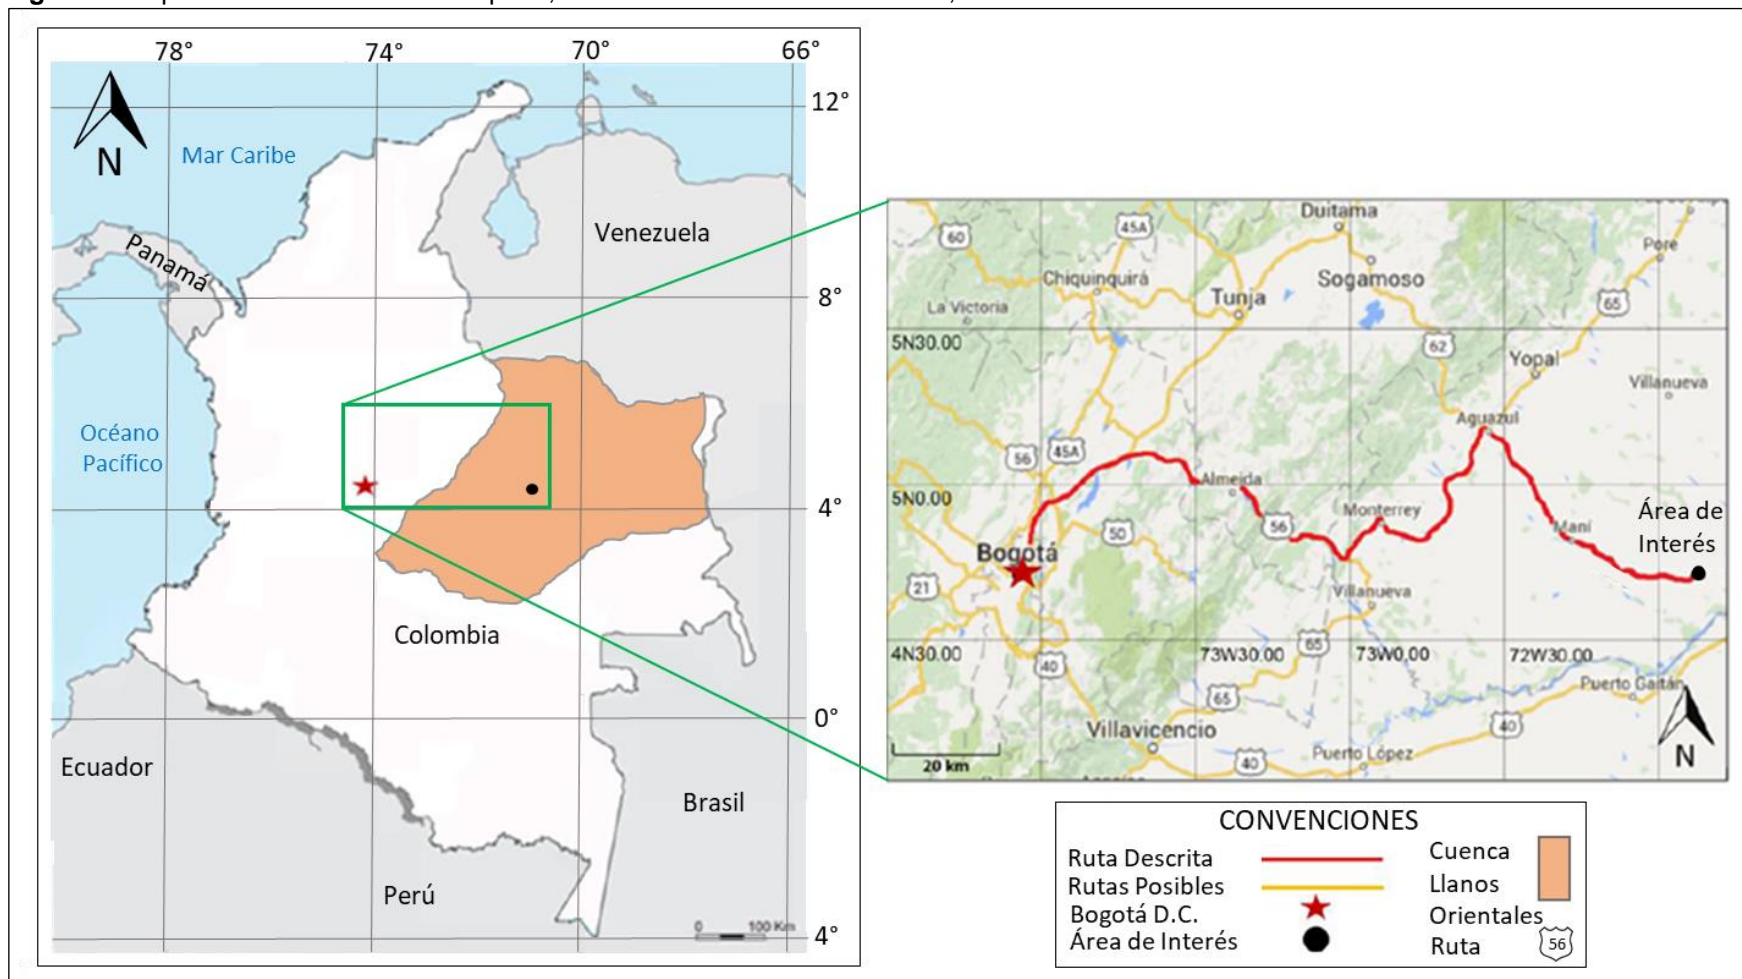 78°
74°
70°
66°
12°
8°
4°
0°
4°
N
Mar Caribe
Panamá
Venezuela
Océano
Pacífico
Colombia
Ecuador
Perú
Brasil
0
100 Km
60
45A
Duitama
Pore
Chiquinquirá
Sogamoso
La Victoria
Tunja
65
5N30.00
62
Yopal
Villanueva
Aguazul
56
45A
Almeida
5N0.00
Monterrey
Área de
Interés
56
Maní
50
Bogotá
21
Villanueva
4N30.00
40
73W30.00
65
73W0.00
72W30.00
65
Puerto Gaitán
Villavicencio
40
Puerto López
40
20 km
N
CONVENCIONES
Ruta Descrita
Rutas Posibles
Bogotá D.C.
Área de Interés
Cuenca
Llanos
Orientales
Ruta
56